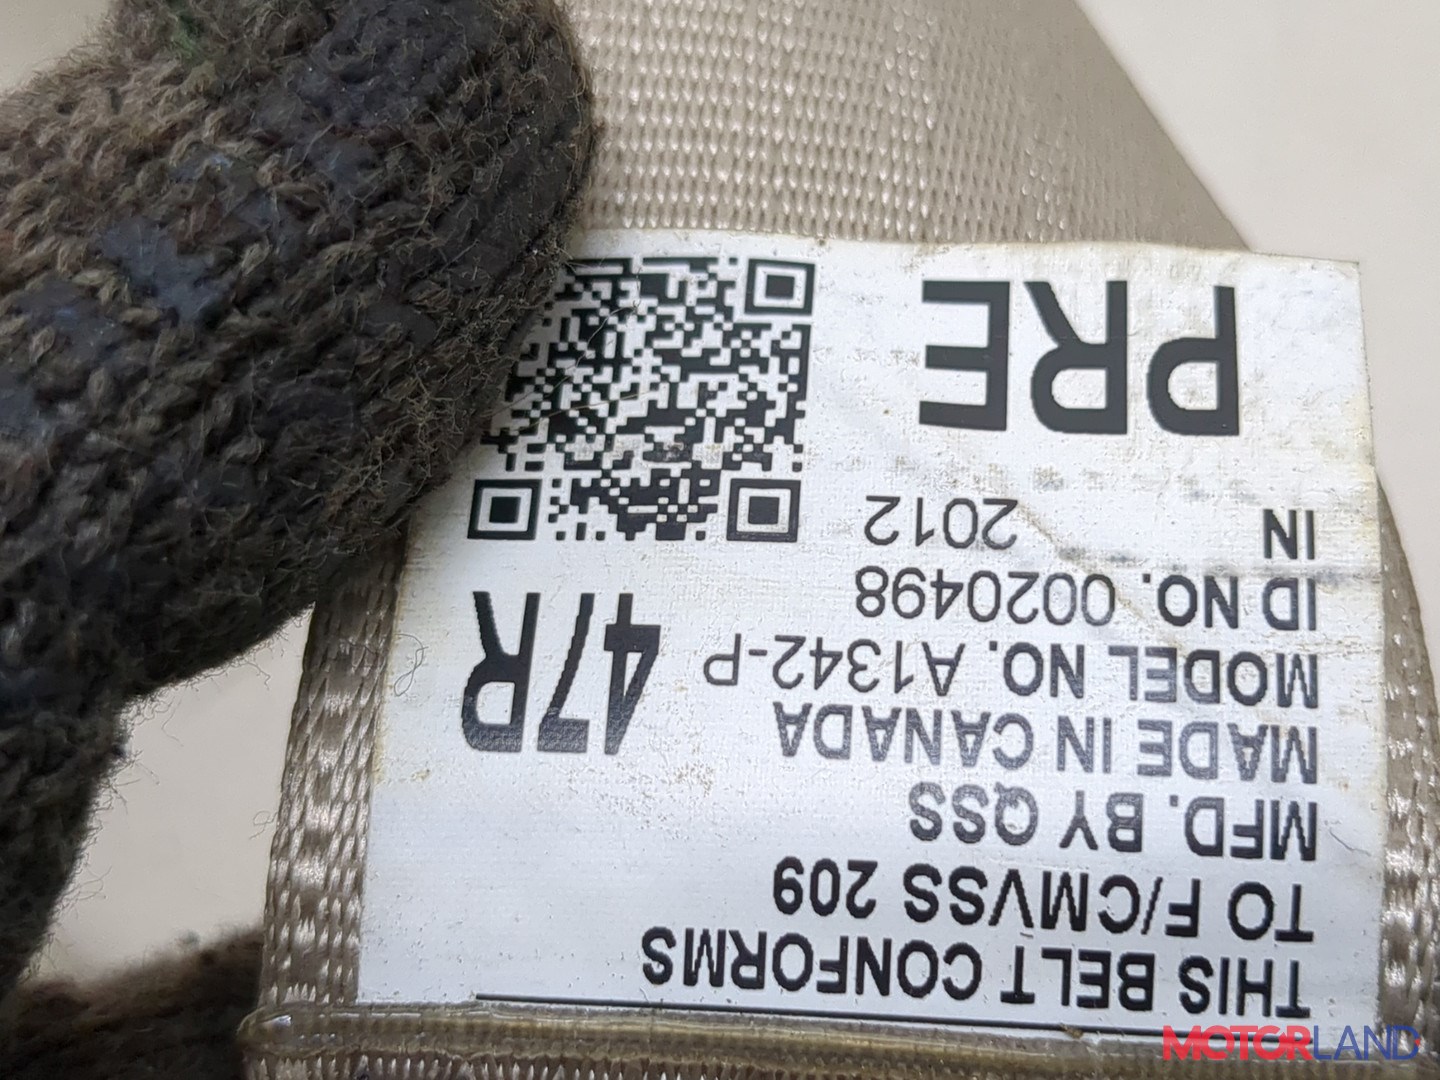 THIS BELT CONFORMS
TO F/CMVSS 209
MFD. BY QSS
MADE IN CANADA
MODEL NO. A1342-P
ID NO. 0020498
IN 2012
47R
PRE
MOTORLAND